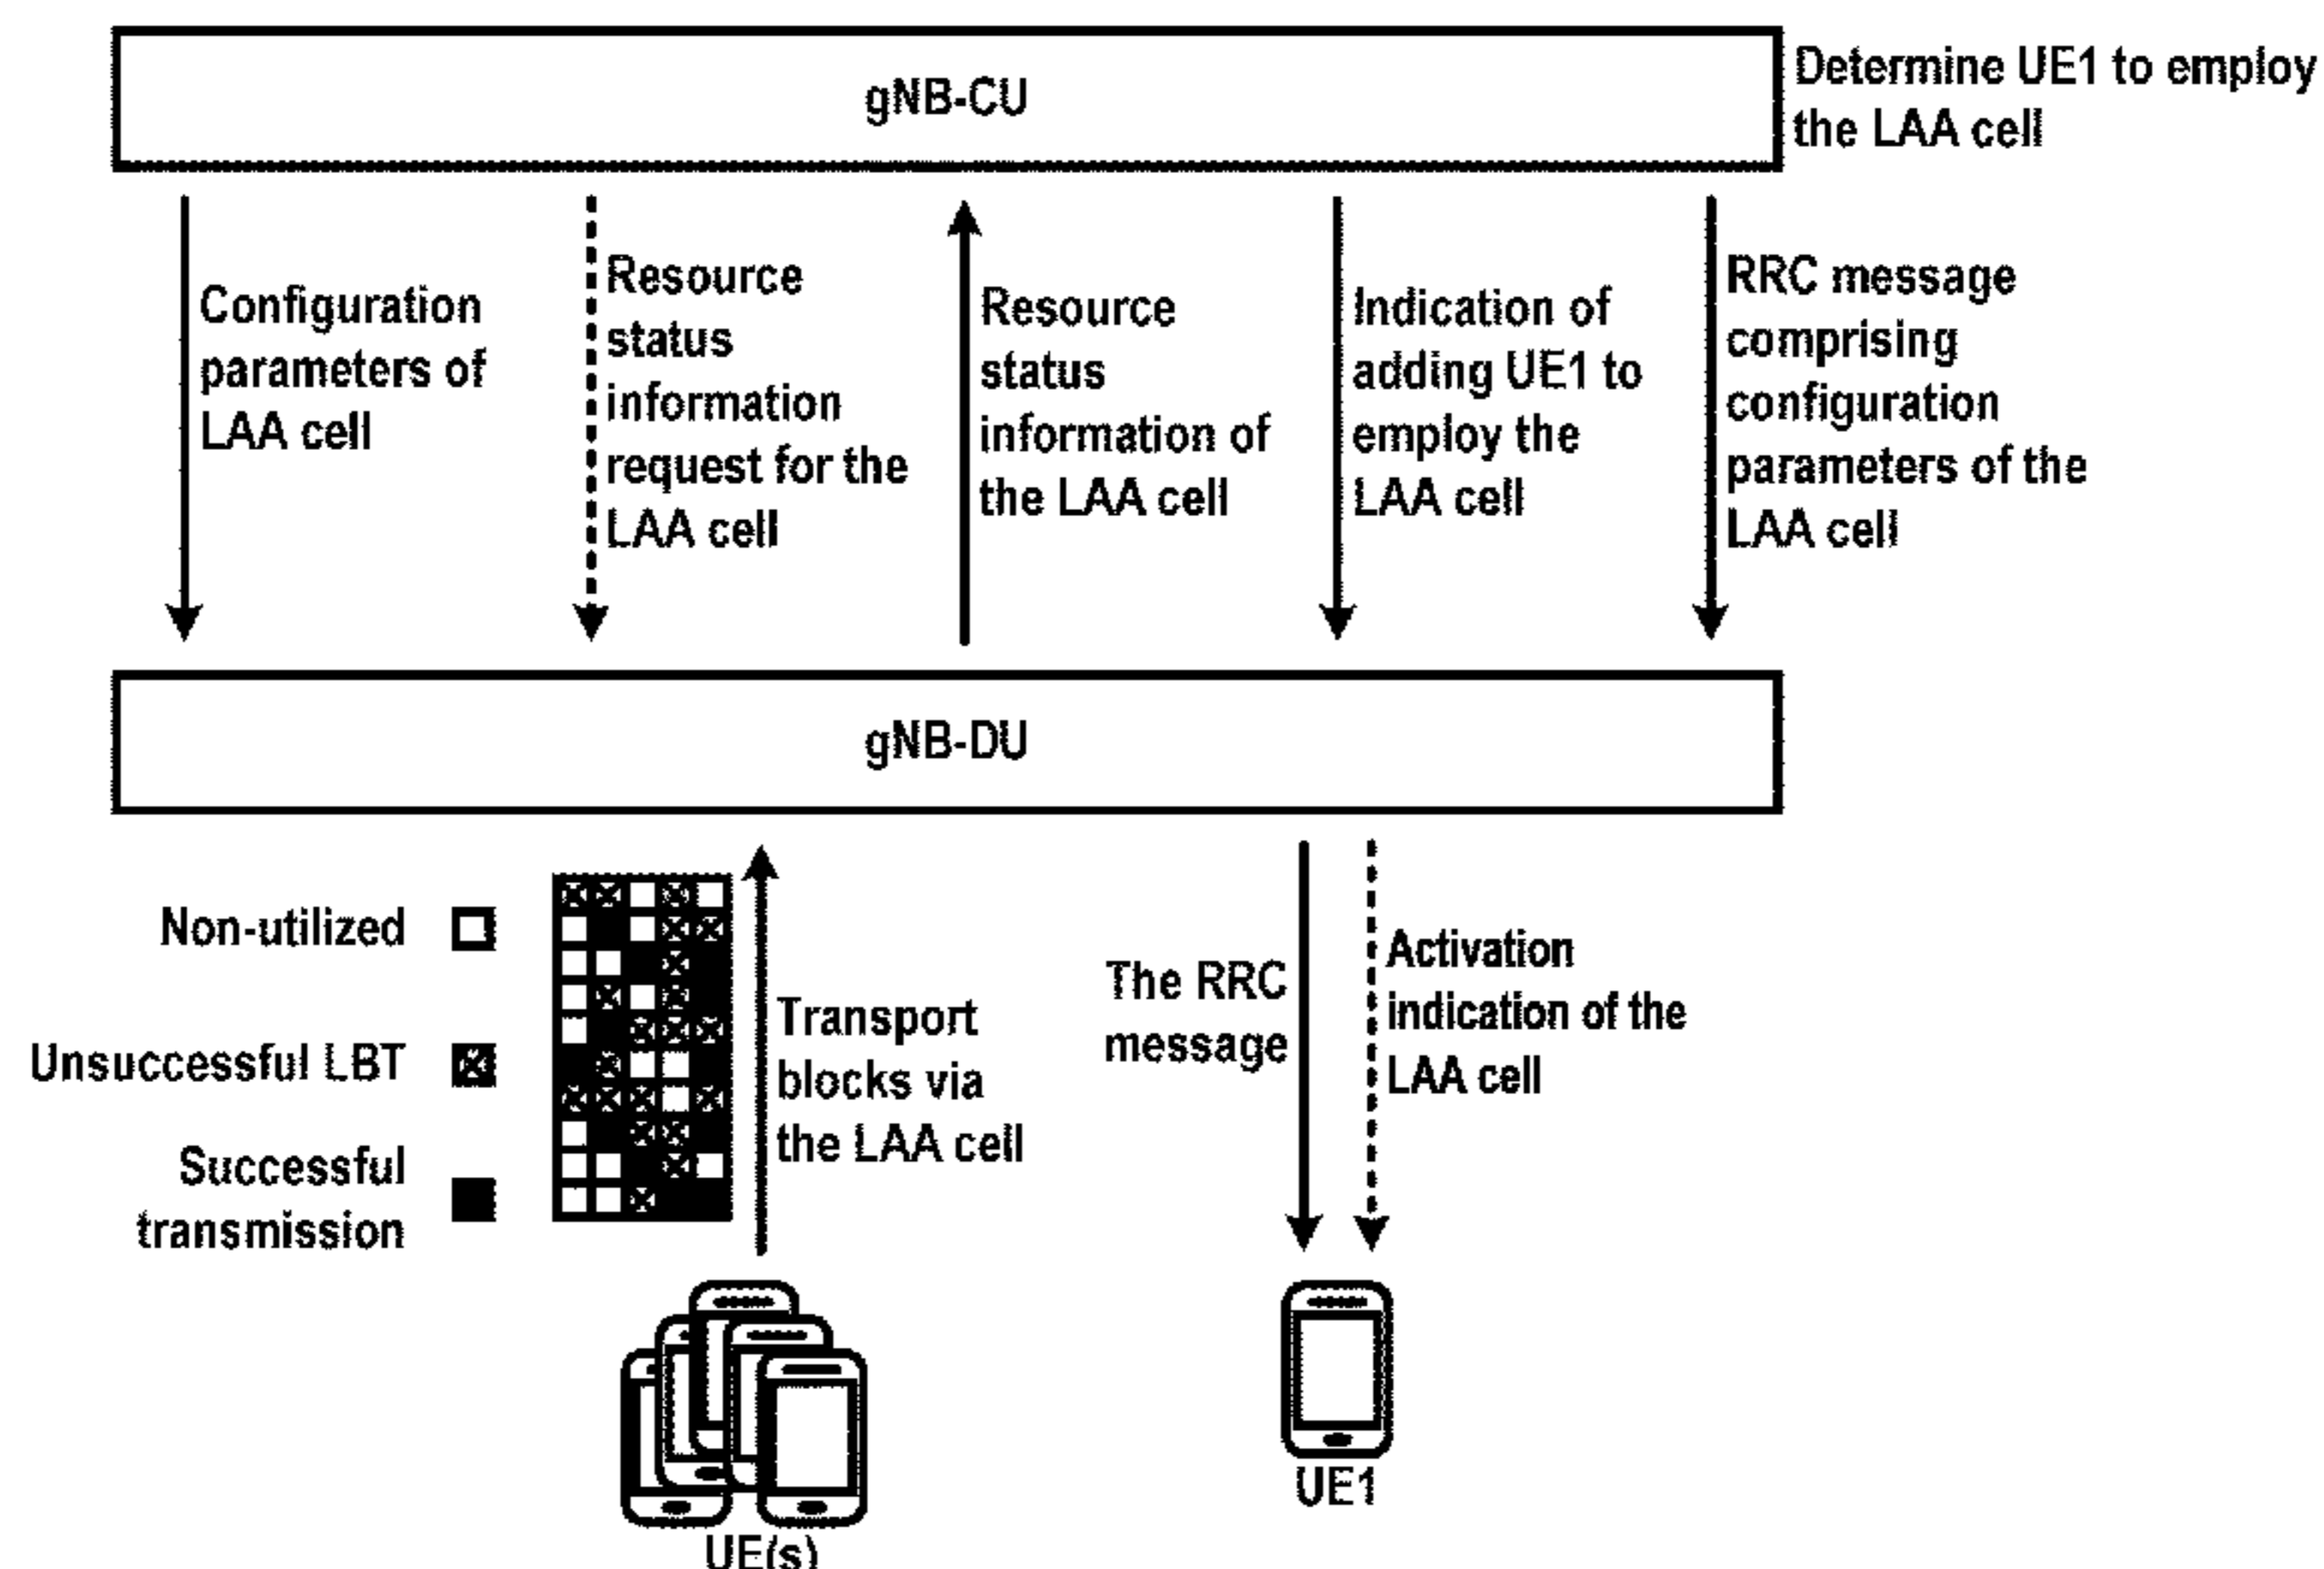 gNB-CU
Determine UE1 to employ
the LAA cell
Configuration
parameters of
LAA cell
Resource
status
information
request for the
LAA cell
Resource
status
information of
the LAA cell
Indication of
adding UE1 to
employ the
LAA cell
RRC message
comprising
configuration
parameters of the
LAA cell
gNB-DU
Non-utilized
Unsuccessful LBT
Successful
transmission
Transport
blocks via
the LAA cell
The RRC
message
Activation
indication of the
LAA cell
UE(s)
UE1